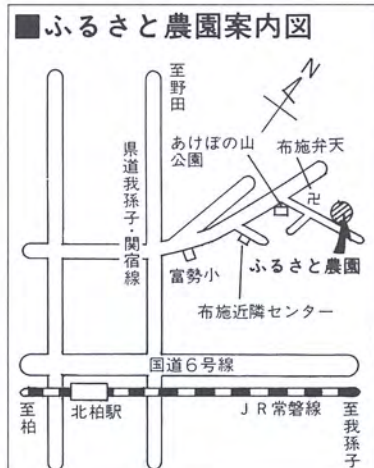 ■ふるさと農園案内図
至野田
N
あけぼの山
公園
布施弁天
卍
県道我孫子・関宿線
富勢小
ふるさと農園
布施近隣センター
国道6号線
至柏
北柏駅
JR常磐線
至我孫子